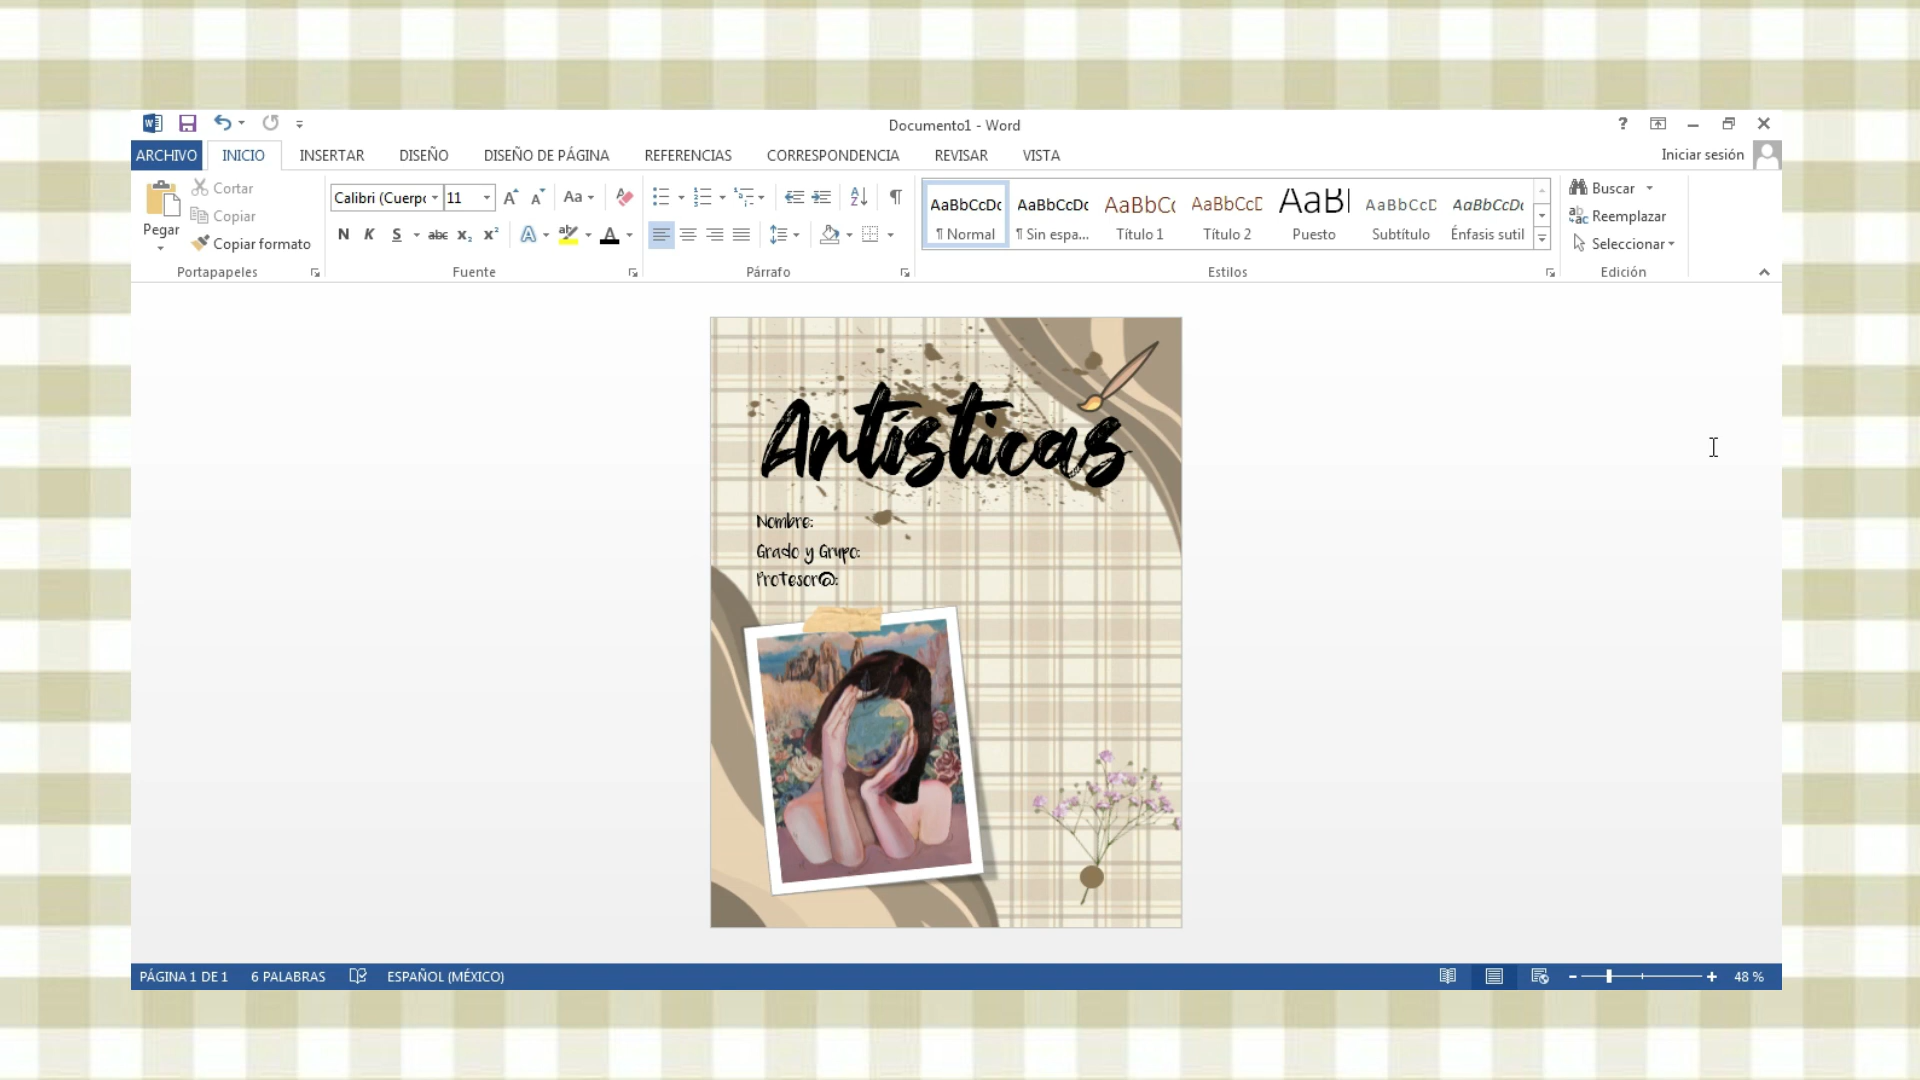 Documento1 - Word
ARCHIVO INICIO INSERTAR DISEÑO DISEÑO DE PÁGINA REFERENCIAS CORRESPONDENCIA REVISAR VISTA Iniciar sesión
Pegar
Cortar
Copiar
Copiar formato
Portapapeles
Calibri (Cuerpo 11
Fuente
Párrafo
AaBbCcDc AaBbCcDc AaBbCc AaBbCcD AaBl AaBbCcD AaBbCcDc
¶ Normal ¶ Sin espa... Título 1 Título 2 Puesto Subtítulo Énfasis sutil
Estilos
Buscar
Reemplazar
Seleccionar
Edición
Artísticas
Nombre:
Grado y Grupo:
Profesor@:
PÁGINA 1 DE 1 6 PALABRAS ESPAÑOL (MÉXICO) 48 %